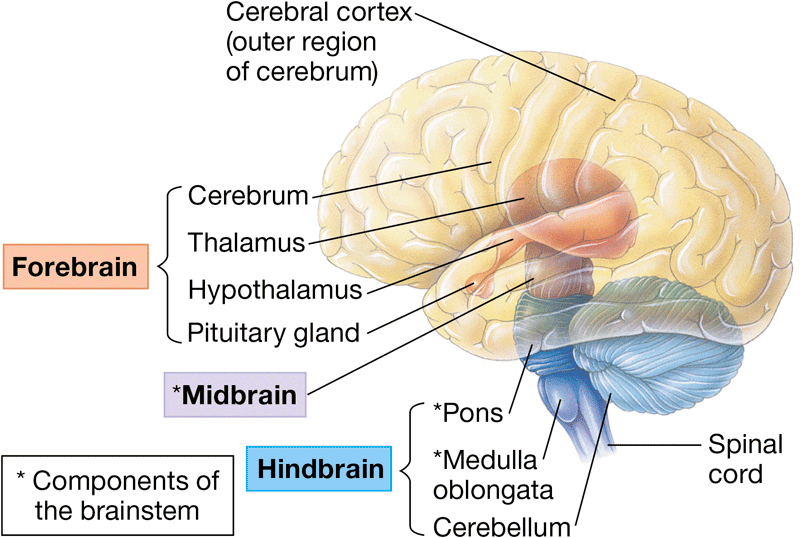 Cerebral cortex
(outer region
of cerebrum)
Cerebrum
Thalamus
Forebrain
Hypothalamus
Pituitary gland
*Midbrain
*Pons
Hindbrain
*Medulla
oblongata
Cerebellum
Spinal
cord
* Components of
the brainstem